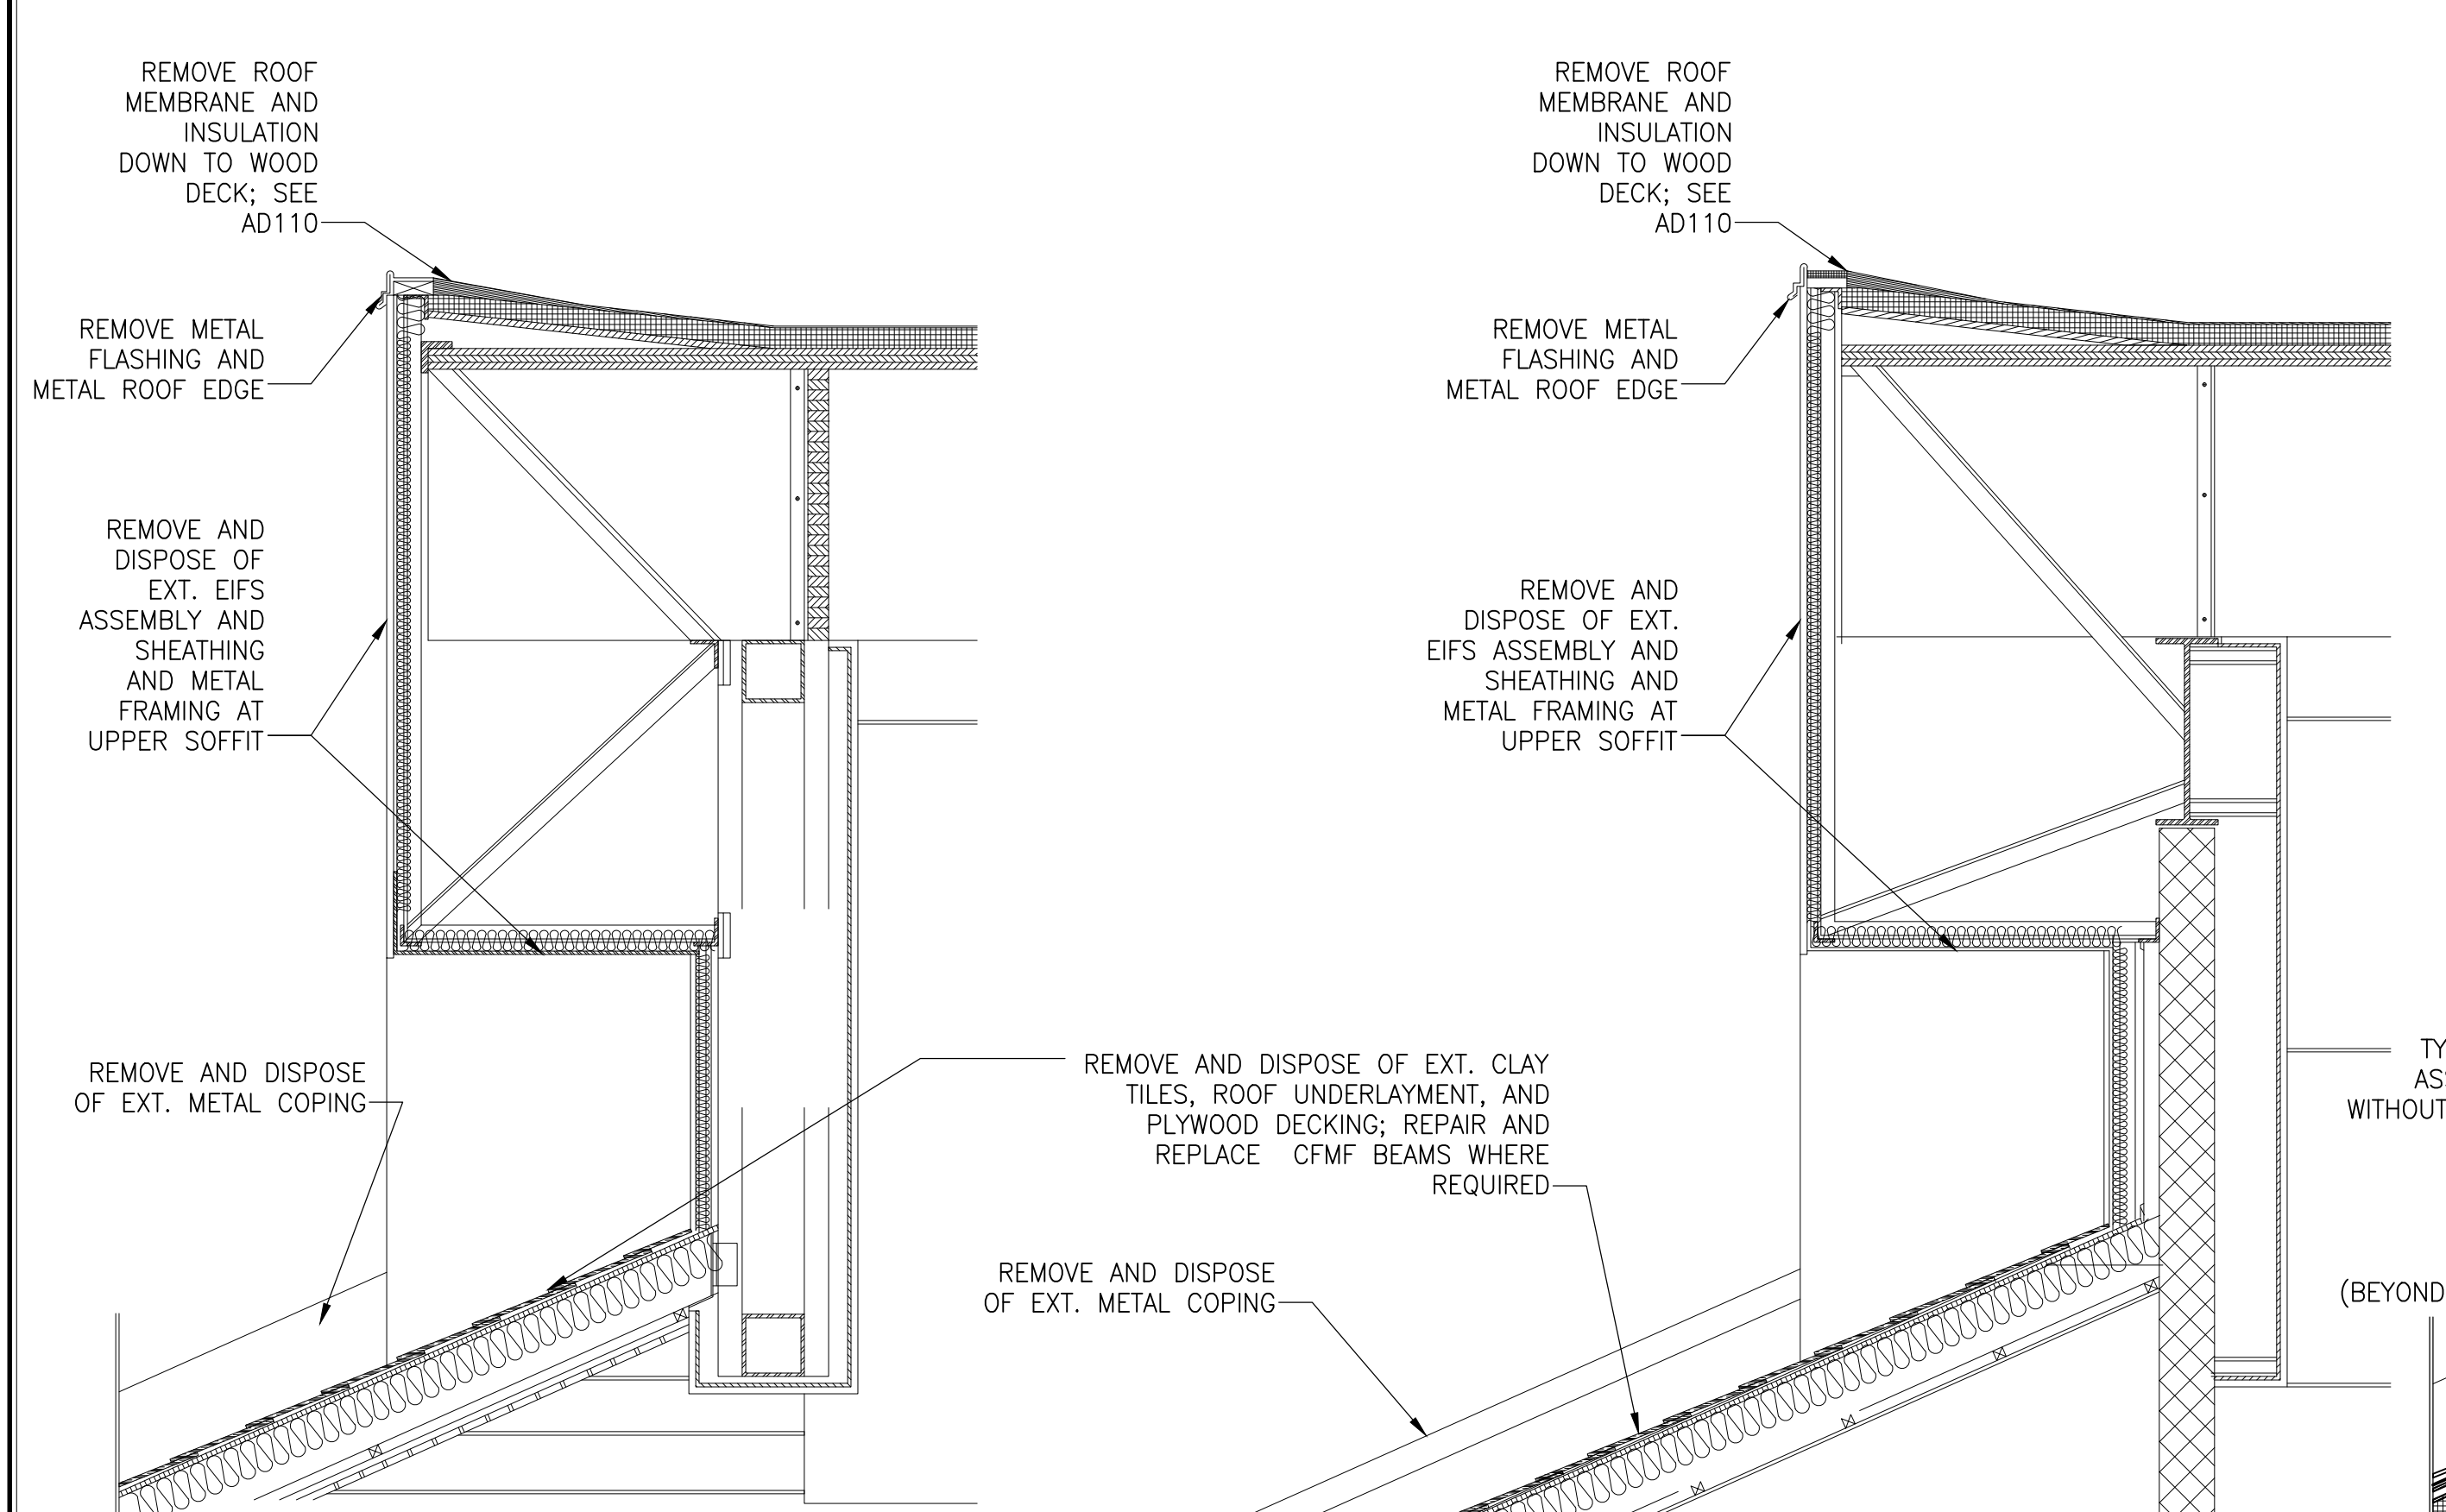 REMOVE ROOF
MEMBRANE AND
INSULATION
DOWN TO WOOD
DECK; SEE
AD110
REMOVE METAL
FLASHING AND
METAL ROOF EDGE
REMOVE AND
DISPOSE OF
EXT. EIFS
ASSEMBLY AND
SHEATHING
AND METAL
FRAMING AT
UPPER SOFFIT
REMOVE AND DISPOSE
OF EXT. METAL COPING
REMOVE AND DISPOSE OF EXT. CLAY
TILES, ROOF UNDERLAYMENT, AND
PLYWOOD DECKING; REPAIR AND
REPLACE CFMF BEAMS WHERE
REQUIRED
REMOVE AND DISPOSE
OF EXT. METAL COPING
REMOVE ROOF
MEMBRANE AND
INSULATION
DOWN TO WOOD
DECK; SEE
AD110
REMOVE METAL
FLASHING AND
METAL ROOF EDGE
REMOVE AND
DISPOSE OF EXT.
EIFS ASSEMBLY AND
SHEATHING AND
METAL FRAMING AT
UPPER SOFFIT
TY
ASS
WITHOUT
(BEYOND